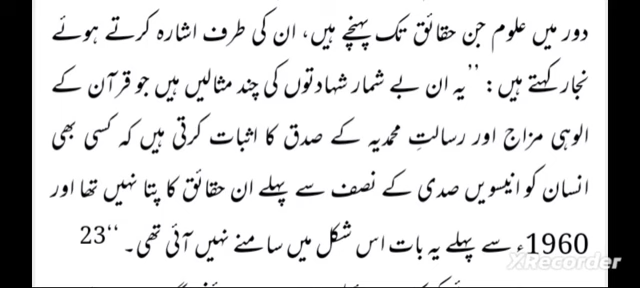 دور میں علوم جن حقائق تک پہنچے ہیں، ان کی طرف اشارہ کرتے ہوئے
نجار کہتے ہیں: ”یہ ان بے شمار شہادتوں کی چند مثالیں ہیں جو قرآن کے
الوہی مزاج اور رسالتِ محمدیہ کے صدق کا اثبات کرتی ہیں کہ کسی بھی
انسان کو انیسویں صدی کے نصف سے پہلے ان حقائق کا پتا نہیں تھا اور
1960ء سے پہلے یہ بات اس شکل میں سامنے نہیں آئی تھی۔“23
XRecorder